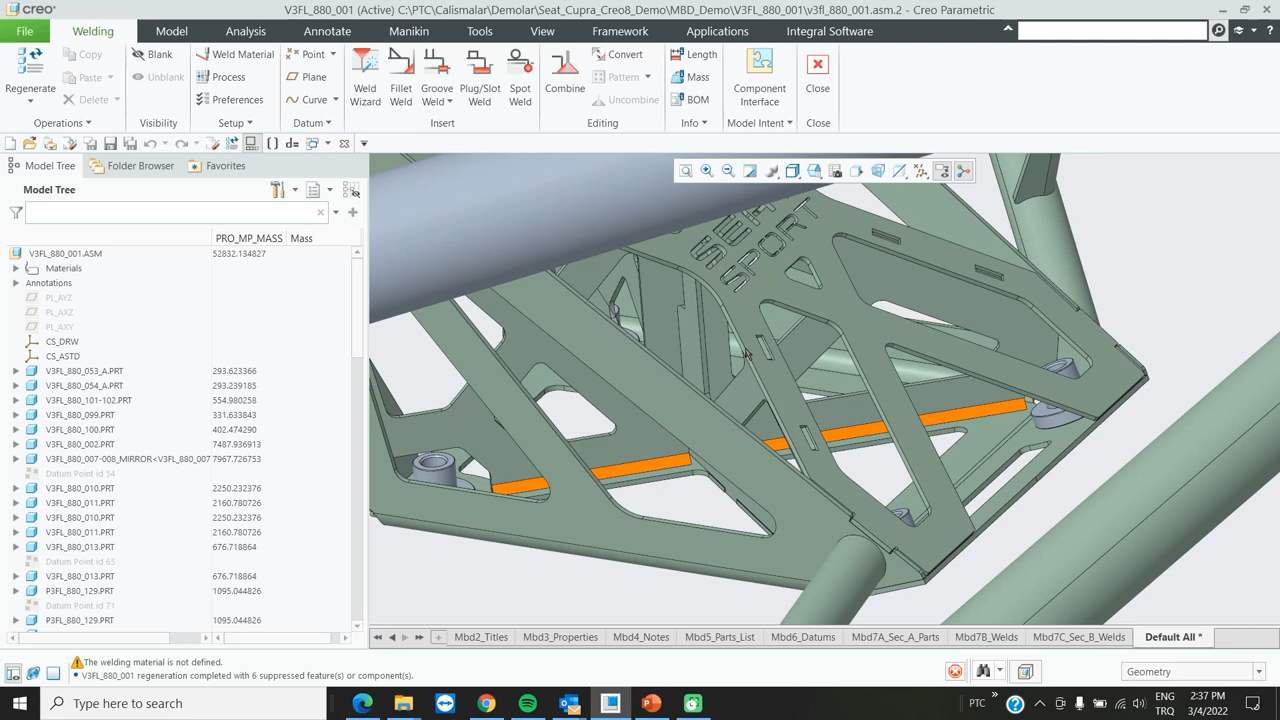 creo
V3FL_880_001 (Active) C:\PTC\Calismalar\Demolar\Seat_Cupra_Creo8_Demo\MBD_Demo\V3FL_880_001\v3fl_880_001.asm.2 - Creo Parametric
File Welding Model Analysis Annotate Manikin Tools View Framework Applications Integral Software
Regenerate Copy Paste Delete
Blank Unblank
Weld Material Process Preferences
Point Plane Curve
Weld Wizard Fillet Weld Groove Weld Plug/Slot Weld Spot Weld
Combine Convert Pattern Uncombine
Length Mass BOM
Component Interface Close
Operations Visibility Setup Datum Insert Editing Info Model Intent Close
Model Tree Folder Browser Favorites
Model Tree
PRO_MP_MASS Mass
V3FL_880_001.ASM 52832.134827
Materials
Annotations
PL_AYZ
PL_AXZ
PL_AXY
CS_DRW
CS_ASTD
V3FL_880_053_A.PRT 293.623366
V3FL_880_054_A.PRT 293.239185
V3FL_880_101-102.PRT 554.980258
V3FL_880_099.PRT 331.633843
V3FL_880_100.PRT 402.474290
V3FL_880_002.PRT 7487.936913
V3FL_880_007-008_MIRROR<V3FL_880_007 7967.726753
Datum Point id 54
V3FL_880_010.PRT 2250.232376
V3FL_880_011.PRT 2160.780726
V3FL_880_010.PRT 2250.232376
V3FL_880_011.PRT 2160.780726
V3FL_880_013.PRT 676.718864
Datum Point id 65
V3FL_880_013.PRT 676.718864
P3FL_880_129.PRT 1095.044826
Datum Point id 71
P3FL_880_129.PRT 1095.044826
SEAT
SPORT
Mbd2_Titles Mbd3_Properties Mbd4_Notes Mbd5_Parts_List Mbd6_Datums Mbd7A_Sec_A_Parts Mbd7B_Welds Mbd7C_Sec_B_Welds Default All *
The welding material is not defined.
V3FL_880_001 regeneration completed with 6 suppressed feature(s) or component(s).
Geometry
Type here to search
PTC
ENG
TRQ
2:37 PM
3/4/2022